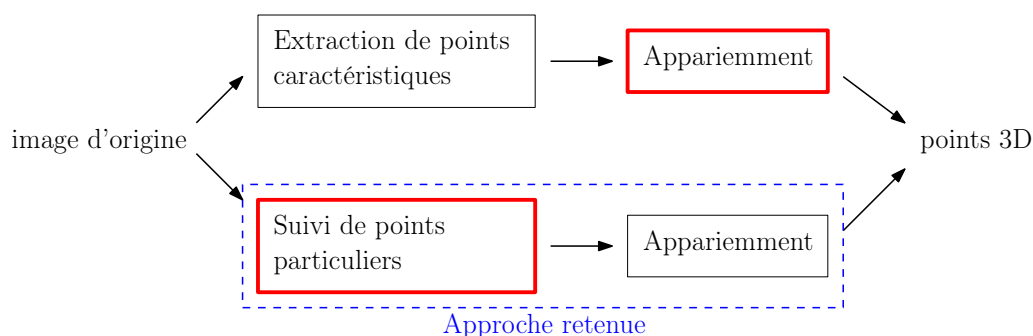 Extraction de points
caractéristiques
Appariemment
image d'origine
points 3D
Suivi de points
particuliers
Appariemment
Approche retenue